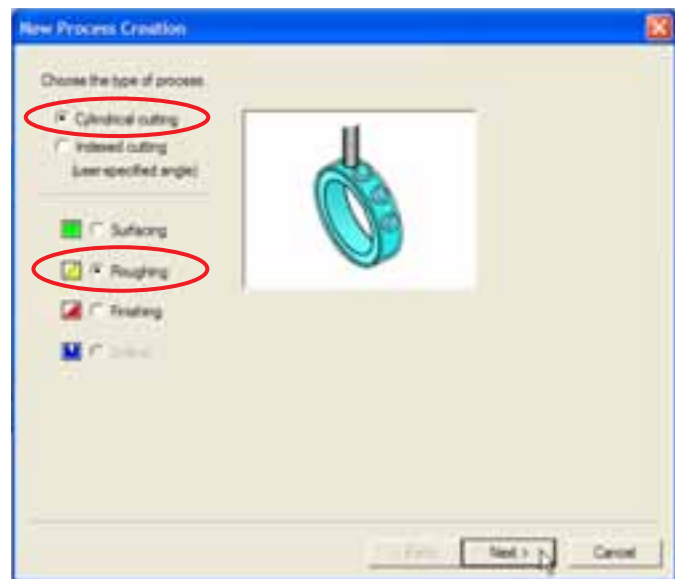 New Process Creation
Choose the type of process
Cylindrical cutting
Indexed cutting
(user-specified angle)
Surfacing
Roughing
Finishing
Next >
Cancel